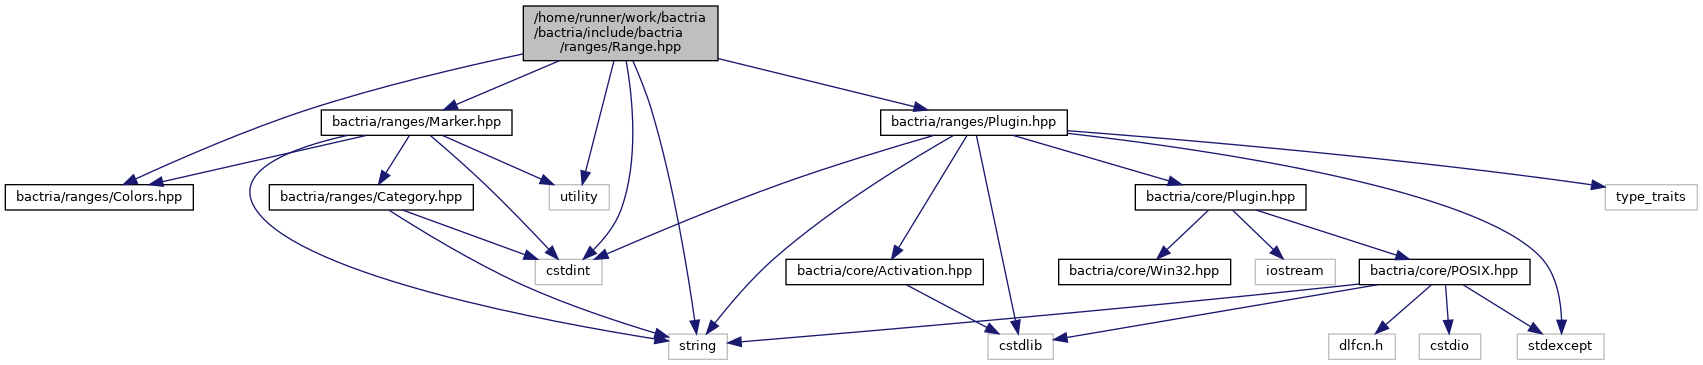 /home/runner/work/bactria
/bactria/include/bactria
/ranges/Range.hpp
bactria/ranges/Marker.hpp
bactria/ranges/Plugin.hpp
bactria/ranges/Colors.hpp
bactria/ranges/Category.hpp
utility
bactria/core/Plugin.hpp
type_traits
cstdint
bactria/core/Activation.hpp
bactria/core/Win32.hpp
iostream
bactria/core/POSIX.hpp
string
cstdlib
dlfcn.h
cstdio
stdexcept